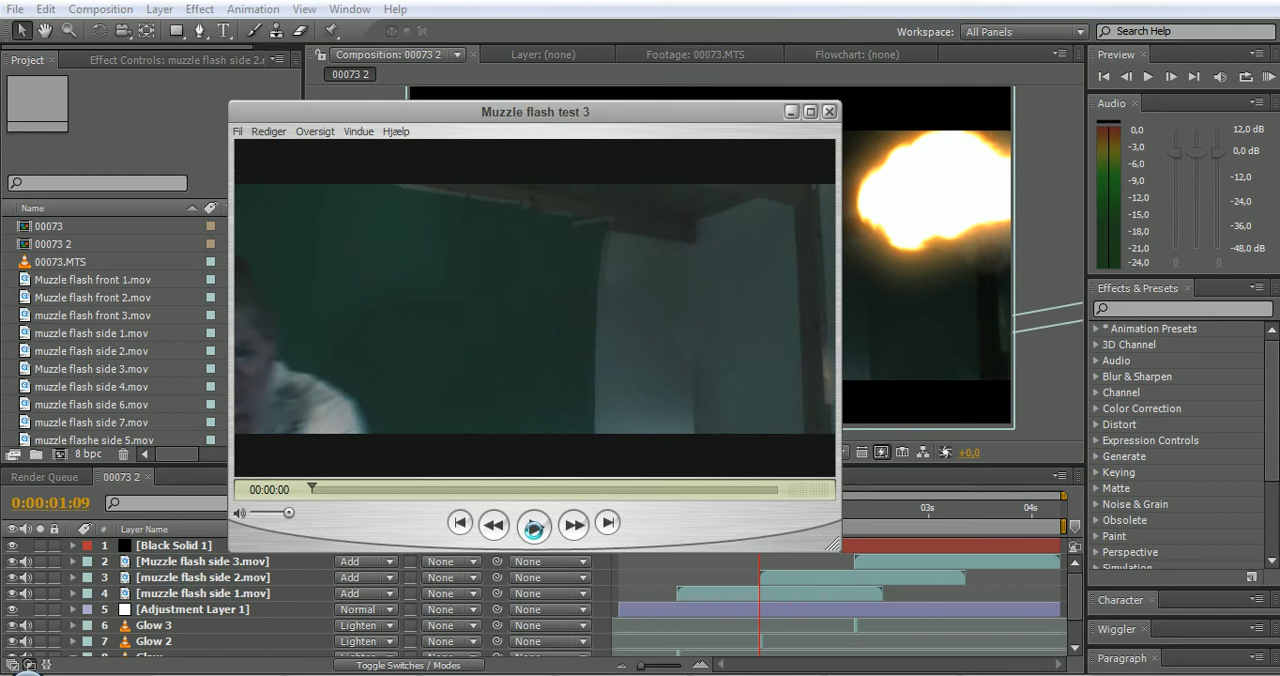 File Edit Composition Layer Effect Animation View Window Help
Workspace: All Panels Search Help
Project × Effect Controls: muzzle flash side 2.
Composition: 00073 2 Layer: (none) Footage: 00073.MTS Flowchart: (none)
Preview ×
00073 2
Audio ×
Muzzle flash test 3
Fil Rediger Oversigt Vindue Hjælp
0,0
-3,0
-6,0
-9,0
-12,0
-15,0
-18,0
-21,0
-24,0
12,0 dB
0,0 dB
-12,0
-24,0
-36,0
-48,0 dB
0 0
Name
00073
00073 2
00073.MTS
Muzzle flash front 1.mov
Muzzle flash front 2.mov
Muzzle flash front 3.mov
muzzle flash side 1.mov
muzzle flash side 2.mov
muzzle flash side 3.mov
muzzle flash side 4.mov
muzzle flash side 6.mov
muzzle flash side 7.mov
muzzle flashe side 5.mov
8 bpc
+0,0
Effects & Presets ×
* Animation Presets
3D Channel
Audio
Blur & Sharpen
Channel
Color Correction
Distort
Expression Controls
Generate
Keying
Matte
Noise & Grain
Obsolete
Paint
Perspective
Simulation
Character ×
Wiggler ×
Paragraph ×
00:00:00
Render Queue 00073 2 ×
0:00:01:09
03s 04s
# Layer Name
1 [Black Solid 1]
2 [Muzzle flash side 3.mov] Add None None
3 [muzzle flash side 2.mov] Add None None
4 [muzzle flash side 1.mov] Add None None
5 [Adjustment Layer 1] Normal None None
6 Glow 3 Lighten None None
7 Glow 2 Lighten None None
Toggle Switches / Modes